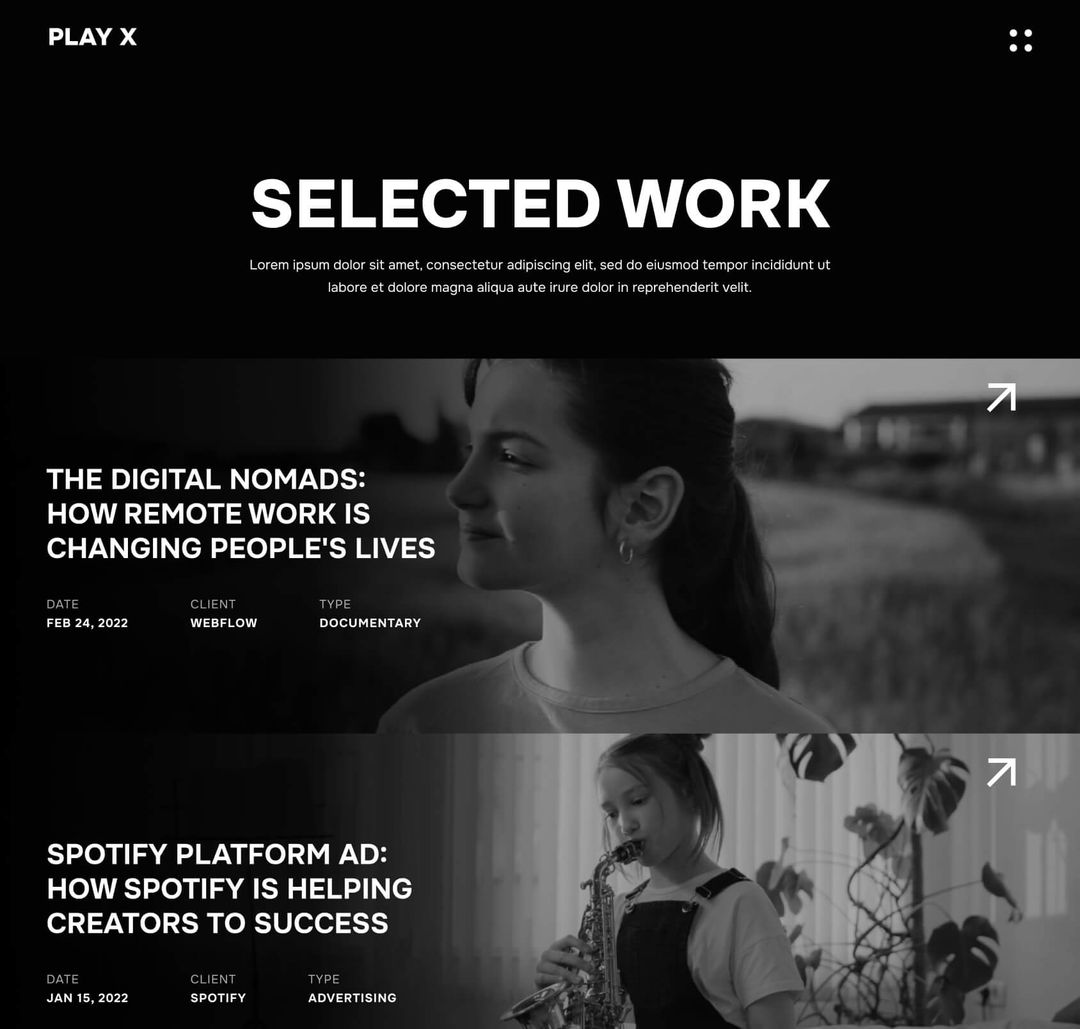 PLAY X
SELECTED WORK
Lorem ipsum dolor sit amet, consectetur adipiscing elit, sed do eiusmod tempor incididunt ut
labore et dolore magna aliqua aute irure dolor in reprehenderit velit.
THE DIGITAL NOMADS:
HOW REMOTE WORK IS
CHANGING PEOPLE'S LIVES
DATE CLIENT TYPE
FEB 24, 2022 WEBFLOW DOCUMENTARY
SPOTIFY PLATFORM AD:
HOW SPOTIFY IS HELPING
CREATORS TO SUCCESS
DATE CLIENT TYPE
JAN 15, 2022 SPOTIFY ADVERTISING